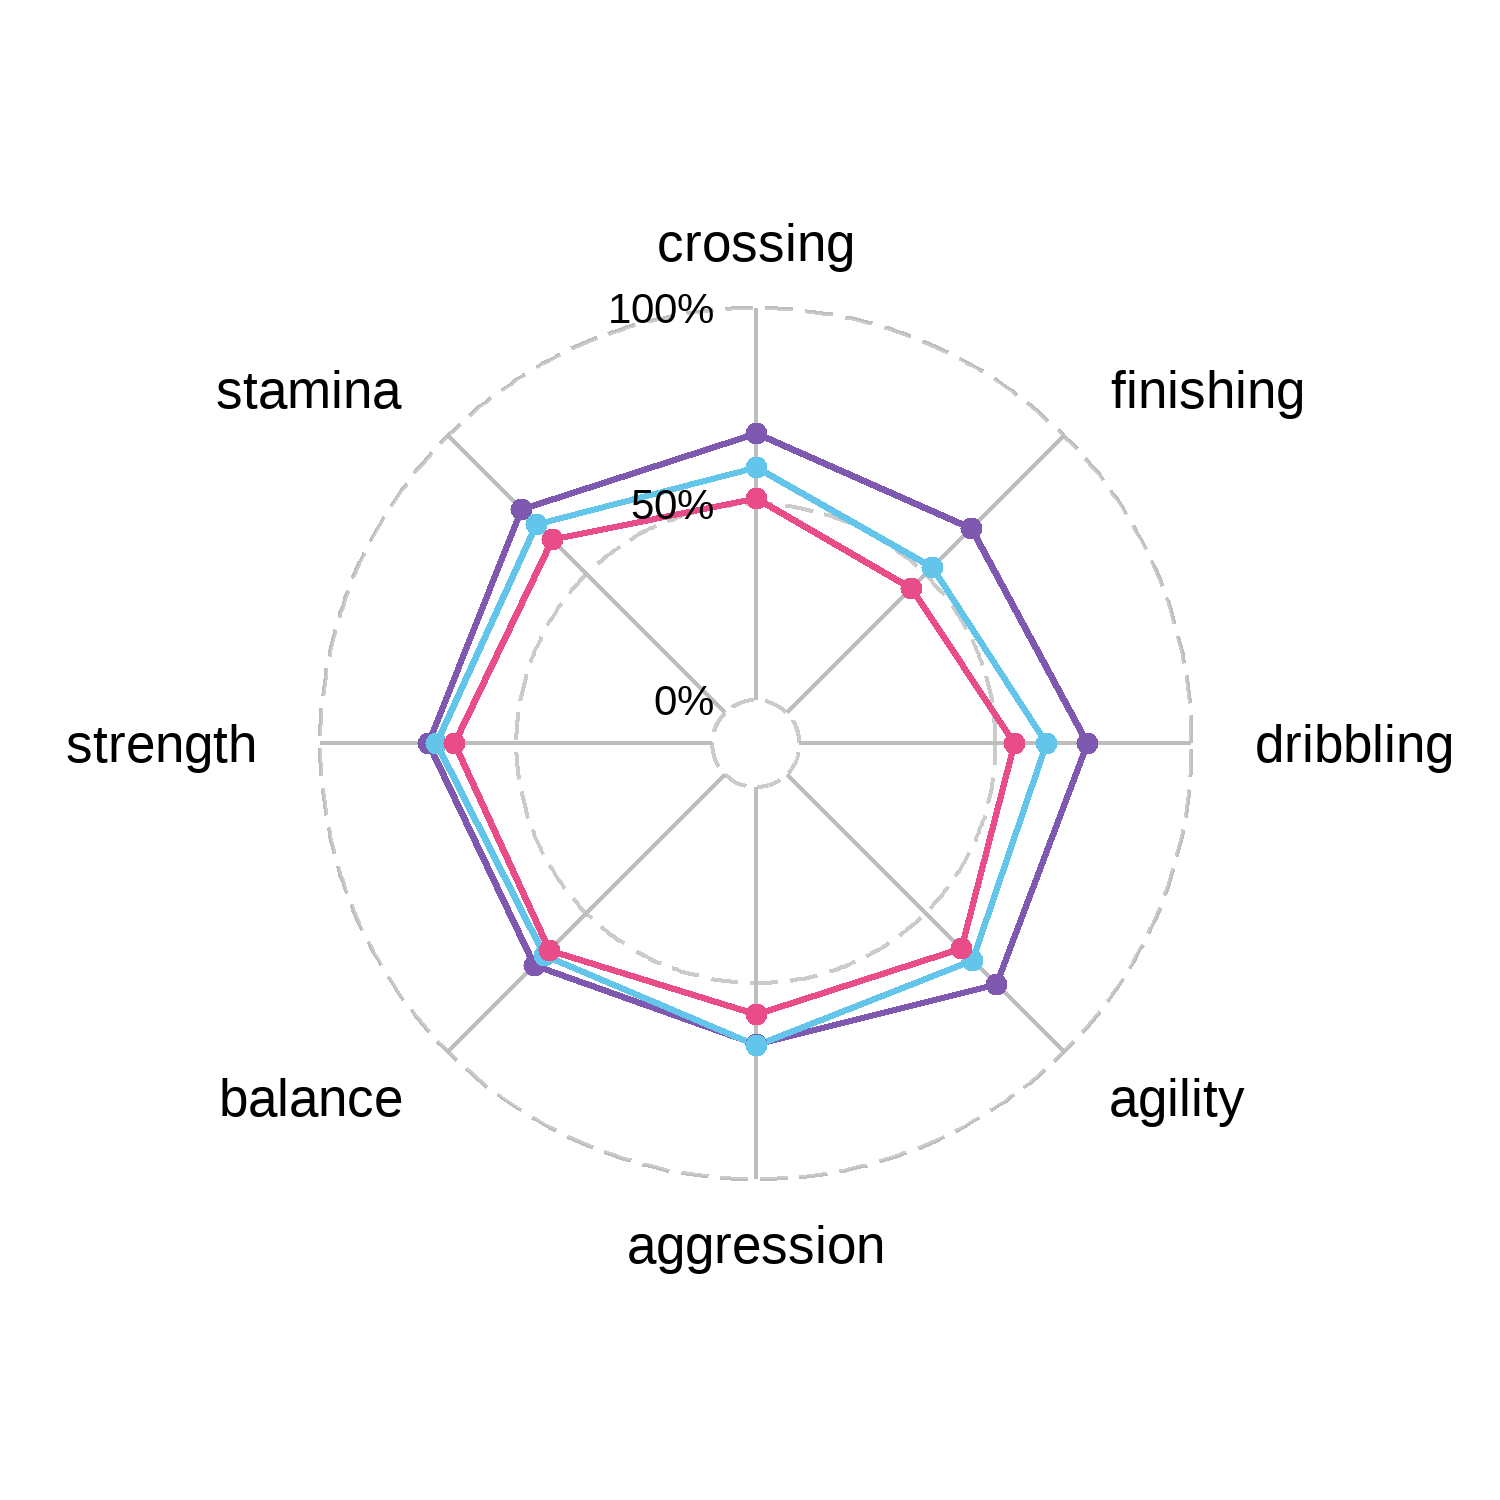 crossing
100%
stamina
finishing
50%
0%
strength
dribbling
balance
agility
aggression